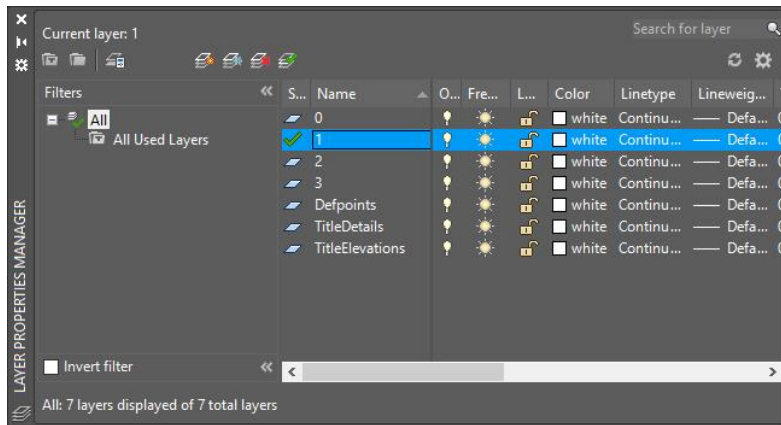 Current layer: 1
Search for layer
Filters
S... Name O... Fre... L... Color Linetype Lineweig...
All
All Used Layers
0 white Continu... Defa...
1 white Continu... Defa...
2 white Continu... Defa...
3 white Continu... Defa...
Defpoints white Continu... Defa...
TitleDetails white Continu... Defa...
TitleElevations white Continu... Defa...
Invert filter
All: 7 layers displayed of 7 total layers
LAYER PROPERTIES MANAGER